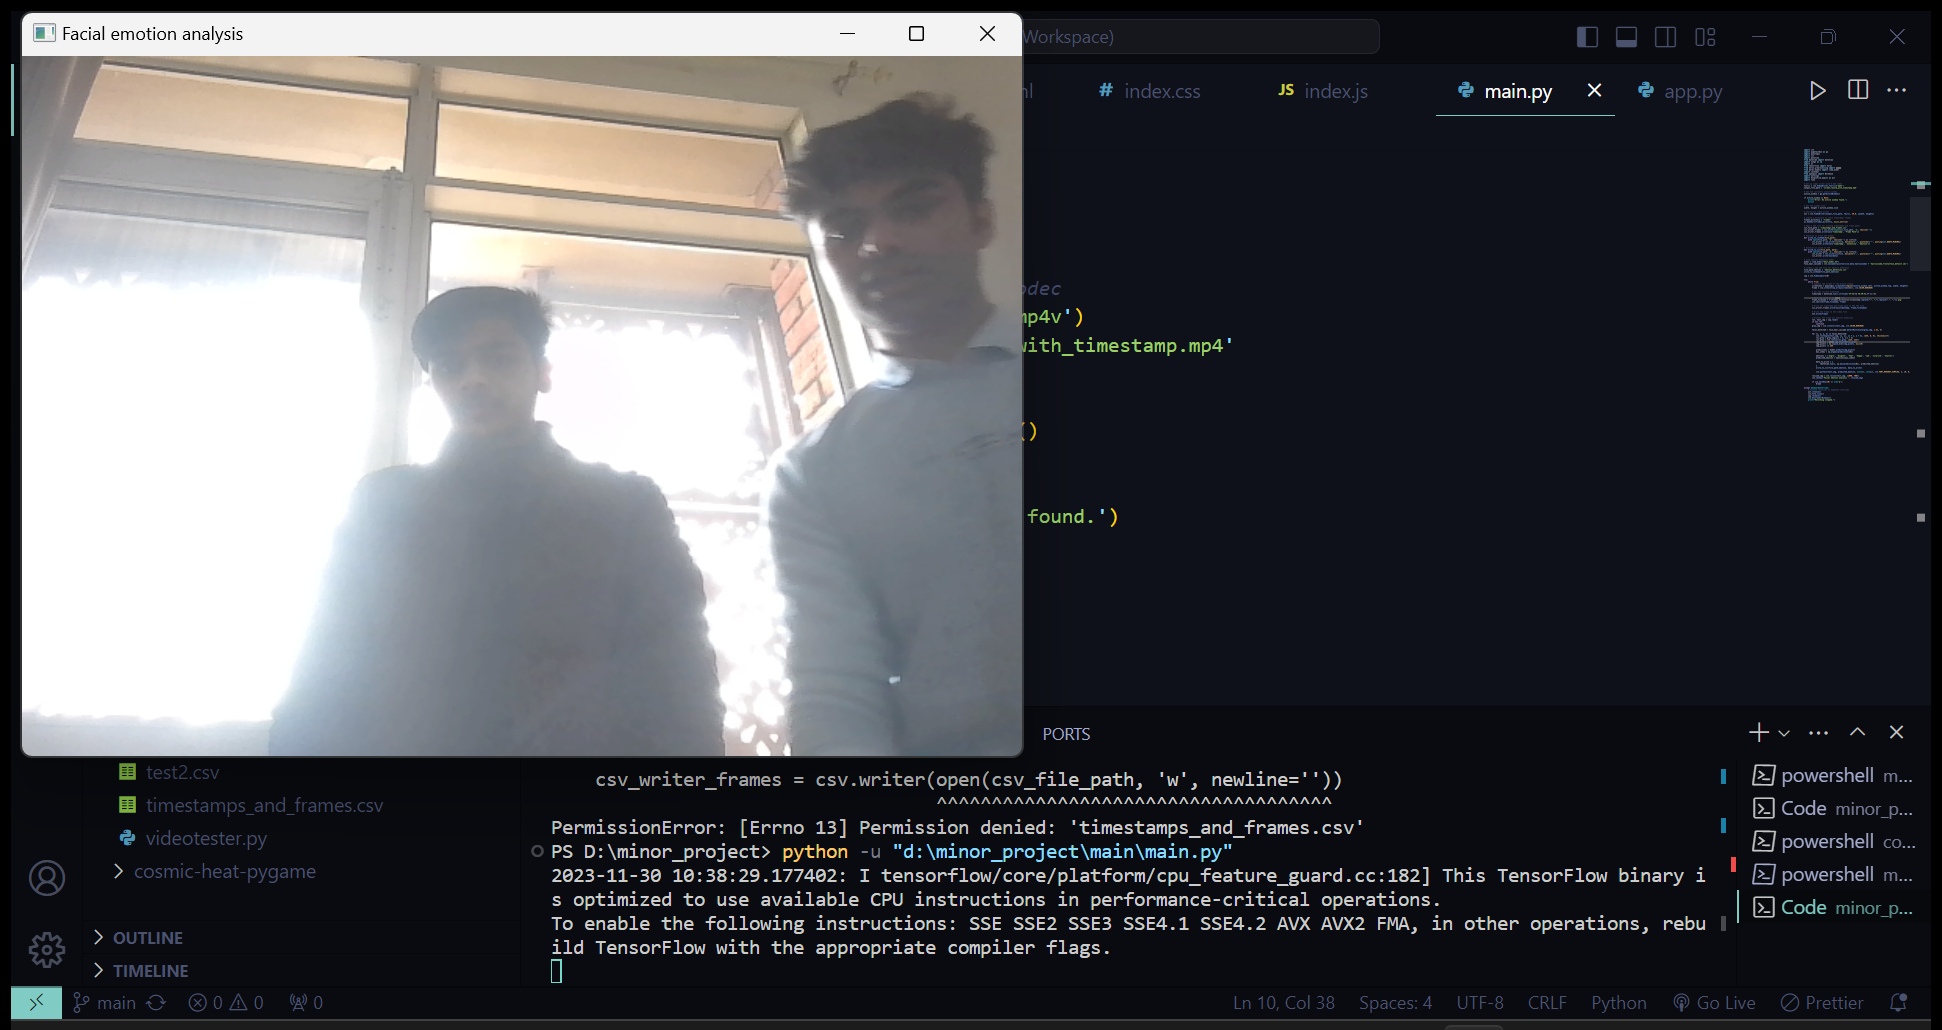 Facial emotion analysis
Workspace)
index.css
JS index.js
main.py
app.py
odec
mp4v')
with_timestamp.mp4'
()
found.')
PORTS
test2.csv
timestamps_and_frames.csv
videotester.py
cosmic-heat-pygame
OUTLINE
TIMELINE
csv_writer_frames = csv.writer(open(csv_file_path, 'w', newline=''))
^^^^^^^^^^^^^^^^^^^^^^^^^^^^^^^^^^^^
PermissionError: [Errno 13] Permission denied: 'timestamps_and_frames.csv'
PS D:\minor_project> python -u "d:\minor_project\main\main.py"
2023-11-30 10:38:29.177402: I tensorflow/core/platform/cpu_feature_guard.cc:182] This TensorFlow binary i
s optimized to use available CPU instructions in performance-critical operations.
To enable the following instructions: SSE SSE2 SSE3 SSE4.1 SSE4.2 AVX AVX2 FMA, in other operations, rebu
ild TensorFlow with the appropriate compiler flags.
powershell m...
Code minor_p...
powershell co...
powershell m...
Code minor_p...
main 0 0 0
Ln 10, Col 38 Spaces: 4 UTF-8 CRLF Python Go Live Prettier